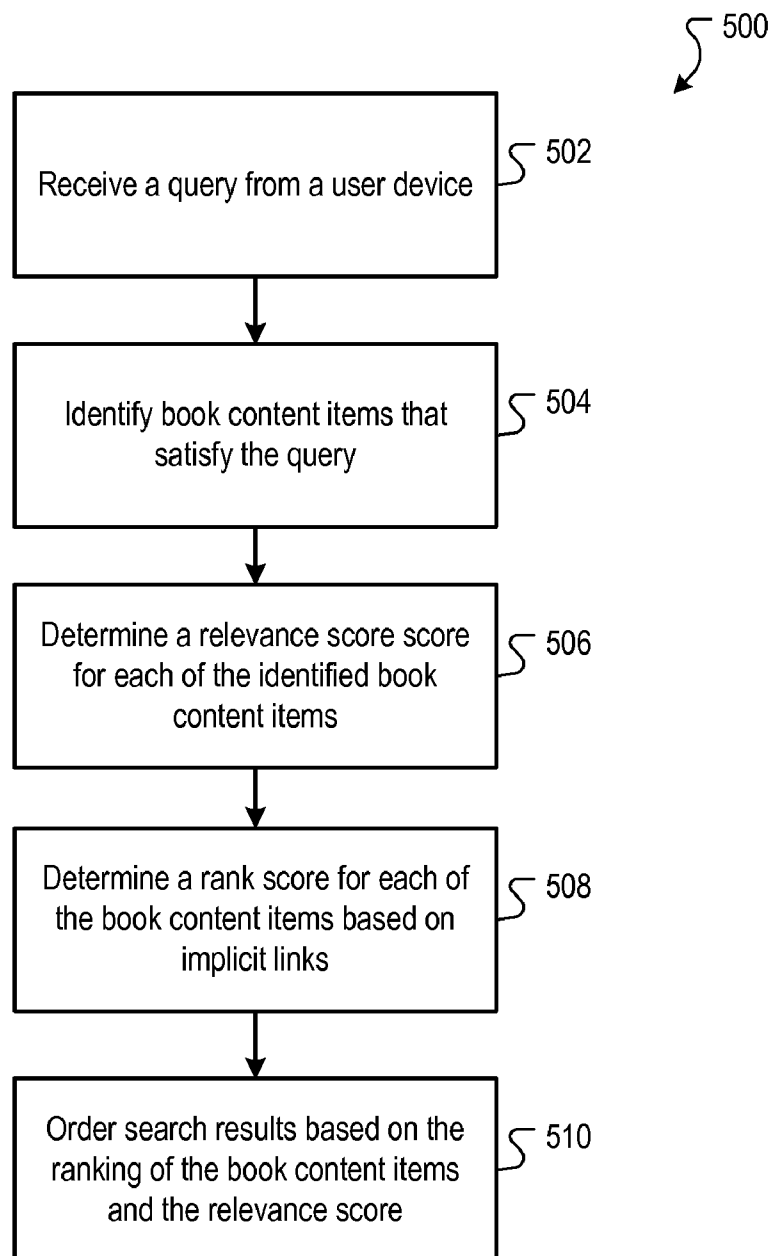 500
Receive a query from a user device
502
Identify book content items that
satisfy the query
504
Determine a relevance score score
for each of the identified book
content items
506
Determine a rank score for each of
the book content items based on
implicit links
508
Order search results based on the
ranking of the book content items
and the relevance score
510